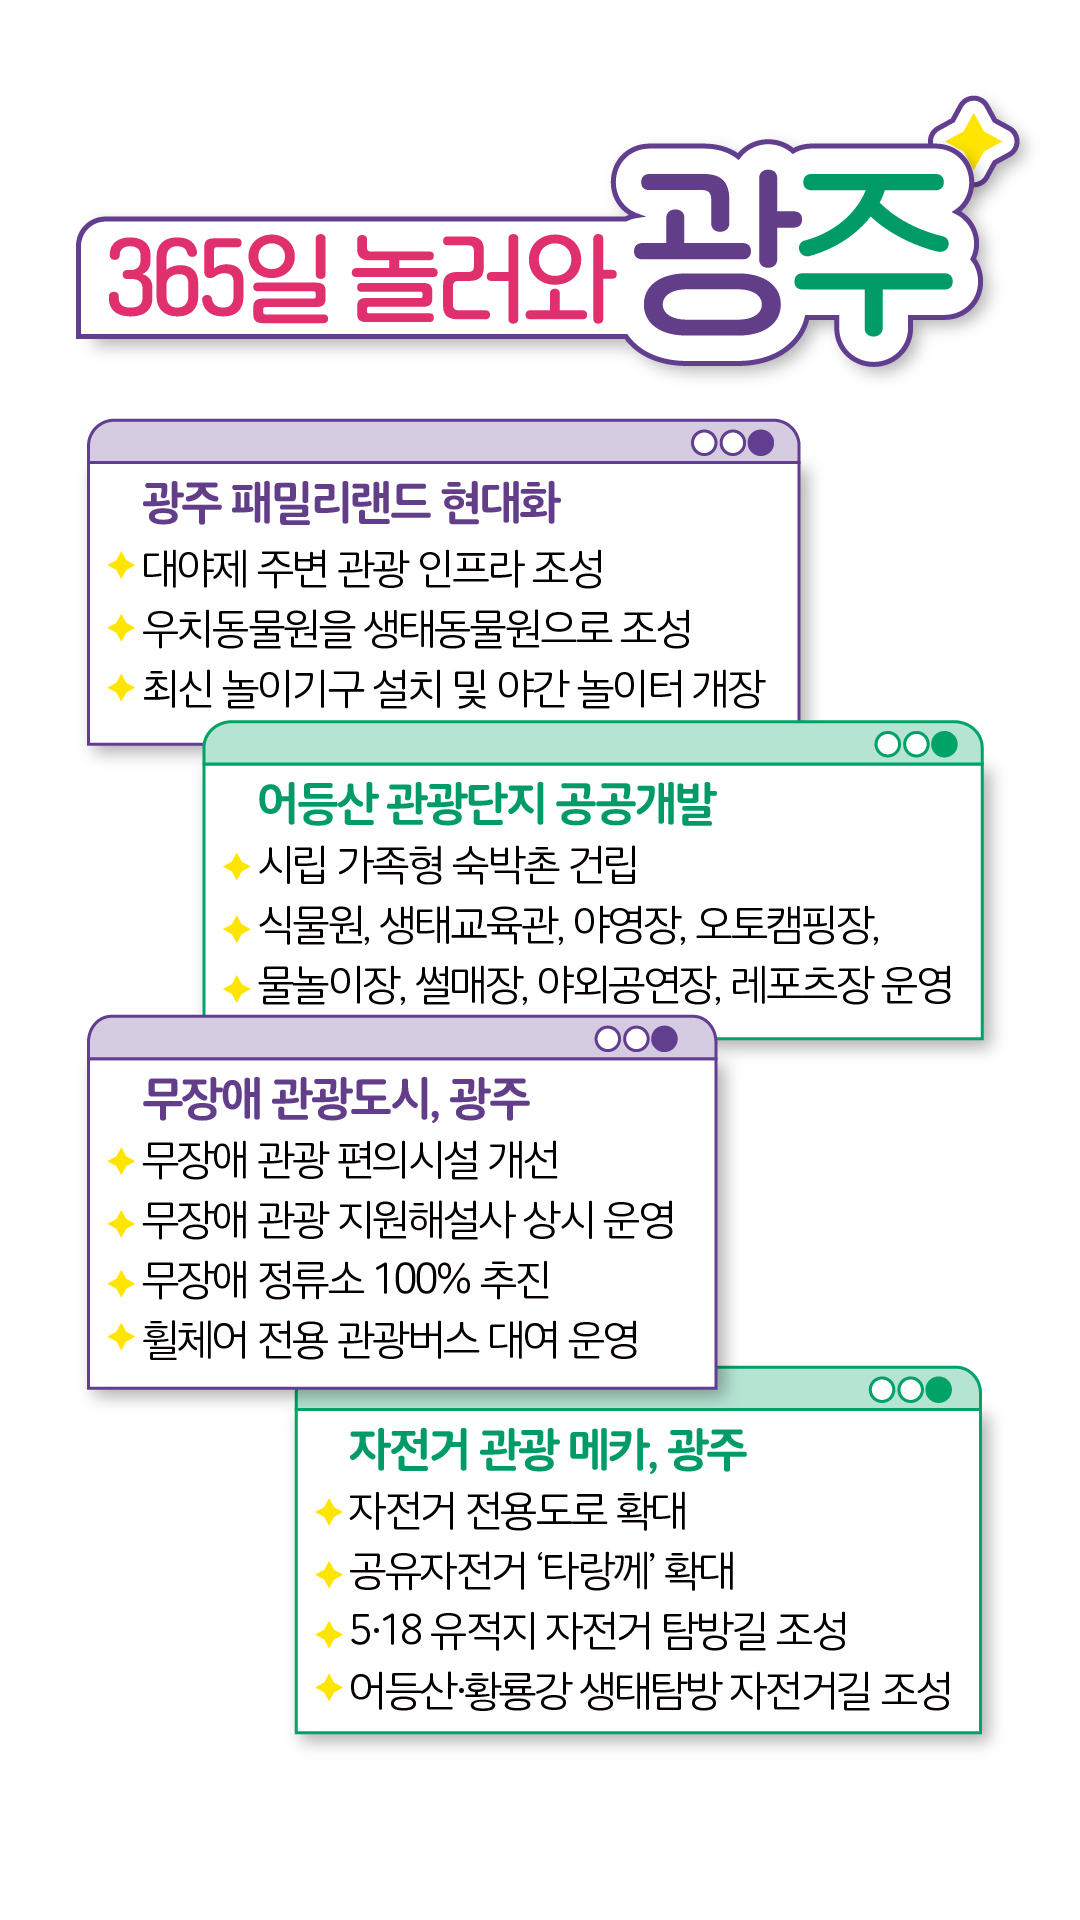 365일 놀러와 광주
광주 패밀리랜드 현대화
대야제 주변 관광 인프라 조성
우치동물원을 생태동물원으로 조성
최신 놀이기구 설치 및 야간 놀이터 개장
어등산 관광단지 공공개발
시립 가족형 숙박촌 건립
식물원, 생태교육관, 야영장, 오토캠핑장,
물놀이장, 썰매장, 야외공연장, 레포츠장 운영
무장애 관광도시, 광주
무장애 관광 편의시설 개선
무장애 관광 지원해설사 상시 운영
무장애 정류소 100% 추진
휠체어 전용 관광버스 대여 운영
자전거 관광 메카, 광주
자전거 전용도로 확대
공유자전거 ‘타랑께’ 확대
5·18 유적지 자전거 탐방길 조성
어등산·황룡강 생태탐방 자전거길 조성